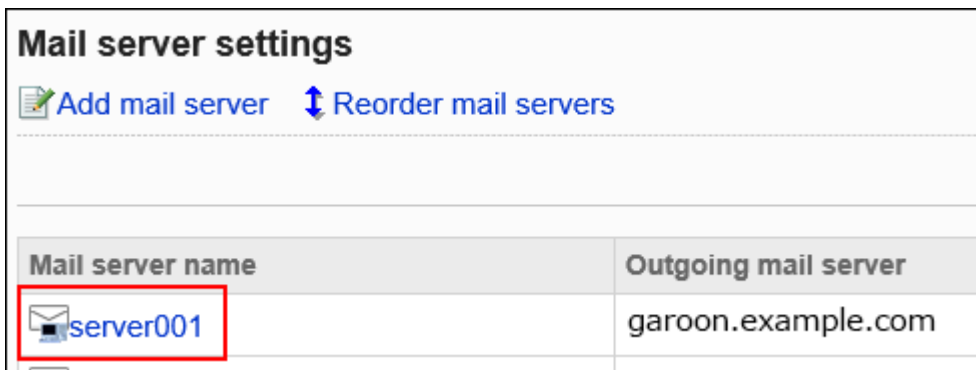 Mail server settings
Add mail server Reorder mail servers
Mail server name Outgoing mail server
server001 garoon.example.com